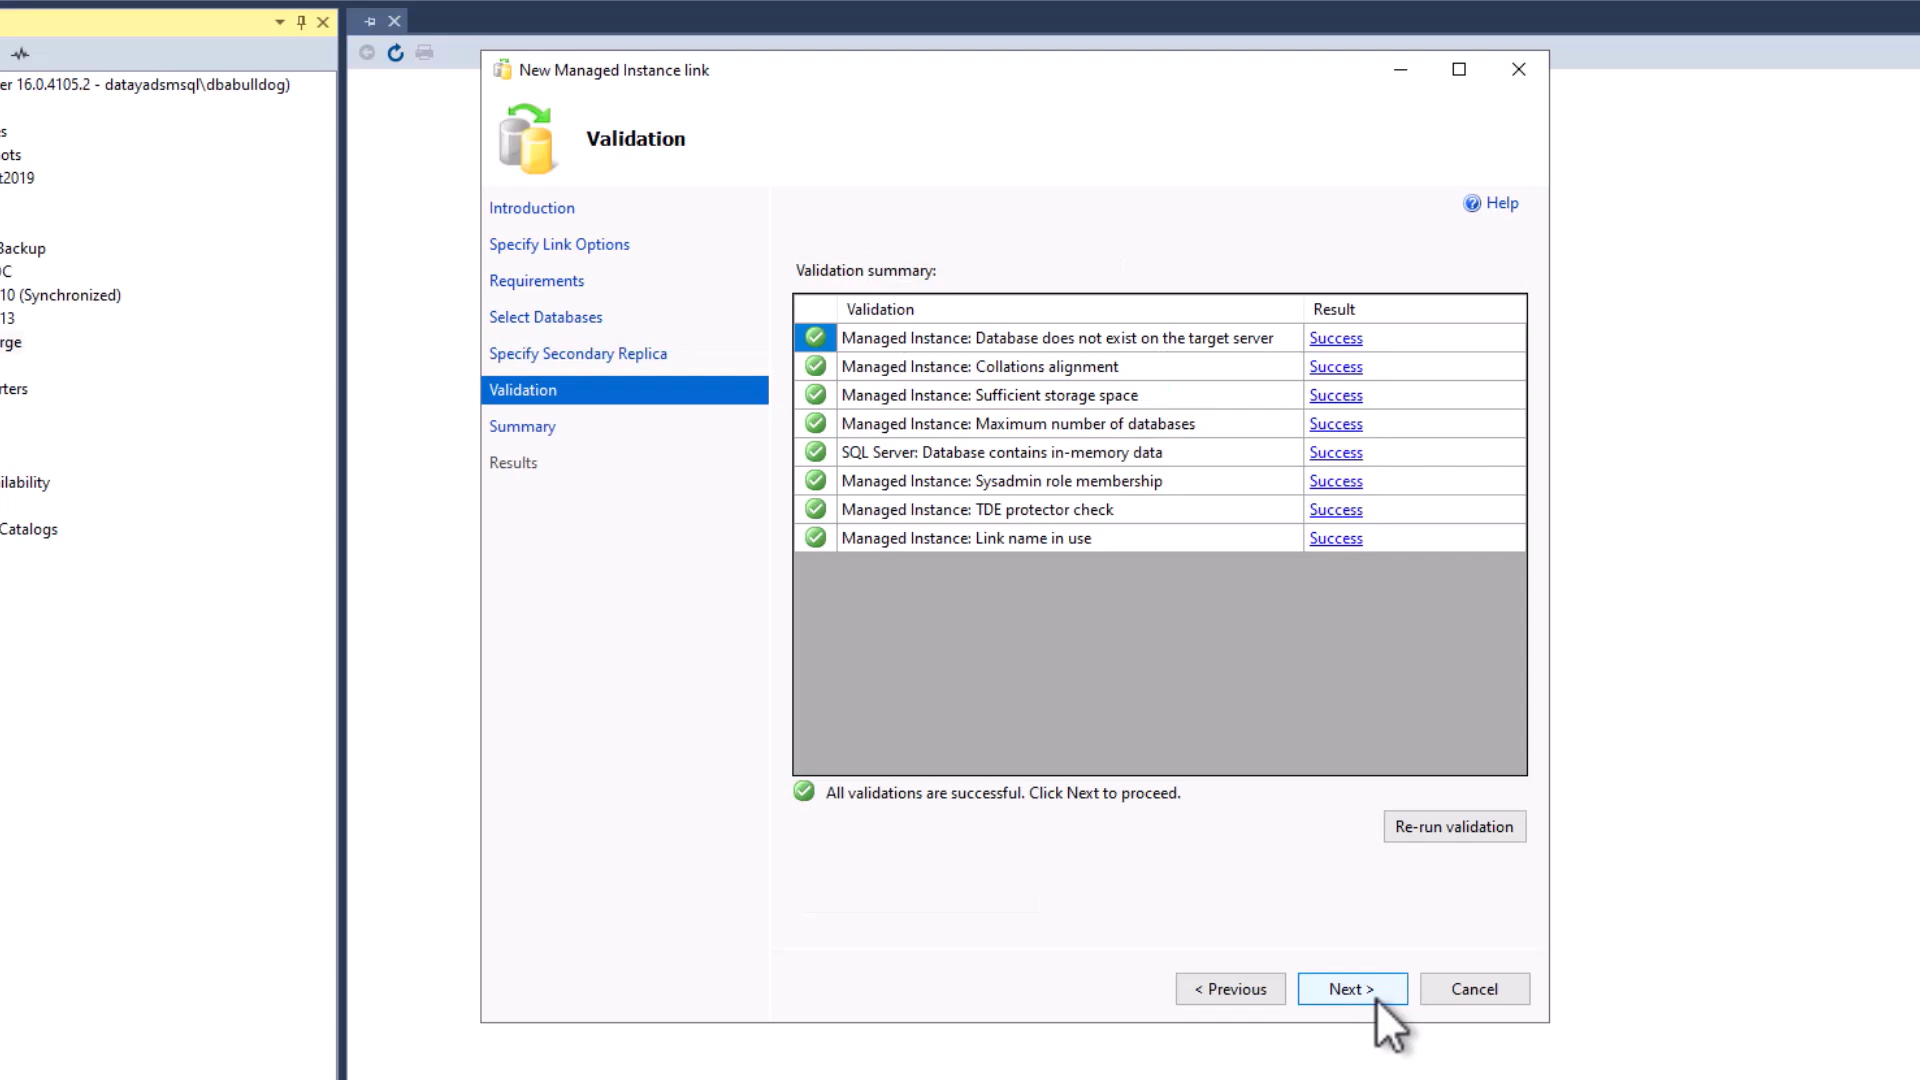 er 16.0.4105.2 - datayadsmsql\dbabulldog)
s
ots
t2019
Backup
OC
10 (Synchronized)
13
rge
rters
ilability
Catalogs
New Managed Instance link
Validation
Introduction
Specify Link Options
Requirements
Select Databases
Specify Secondary Replica
Validation
Summary
Results
Help
Validation summary:
Validation Result
Managed Instance: Database does not exist on the target server Success
Managed Instance: Collations alignment Success
Managed Instance: Sufficient storage space Success
Managed Instance: Maximum number of databases Success
SQL Server: Database contains in-memory data Success
Managed Instance: Sysadmin role membership Success
Managed Instance: TDE protector check Success
Managed Instance: Link name in use Success
All validations are successful. Click Next to proceed.
Re-run validation
< Previous Next > Cancel